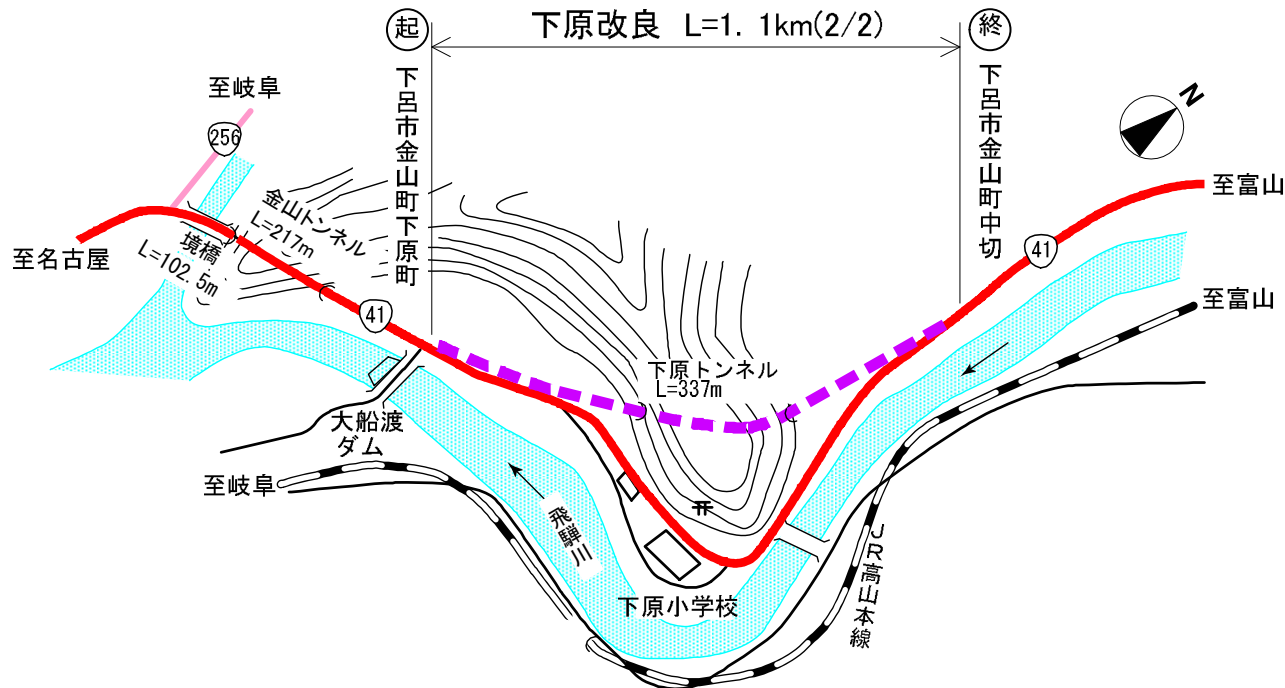 起
下原改良 L=1.1km(2/2)
終
下呂市金山町下原町
下呂市金山町中切
N
至岐阜
256
金山トンネル
L=217m
境橋
L=102.5m
至名古屋
41
41
至富山
至富山
下原トンネル
L=337m
大船渡
ダム
至岐阜
飛騨川
下原小学校
JR高山本線